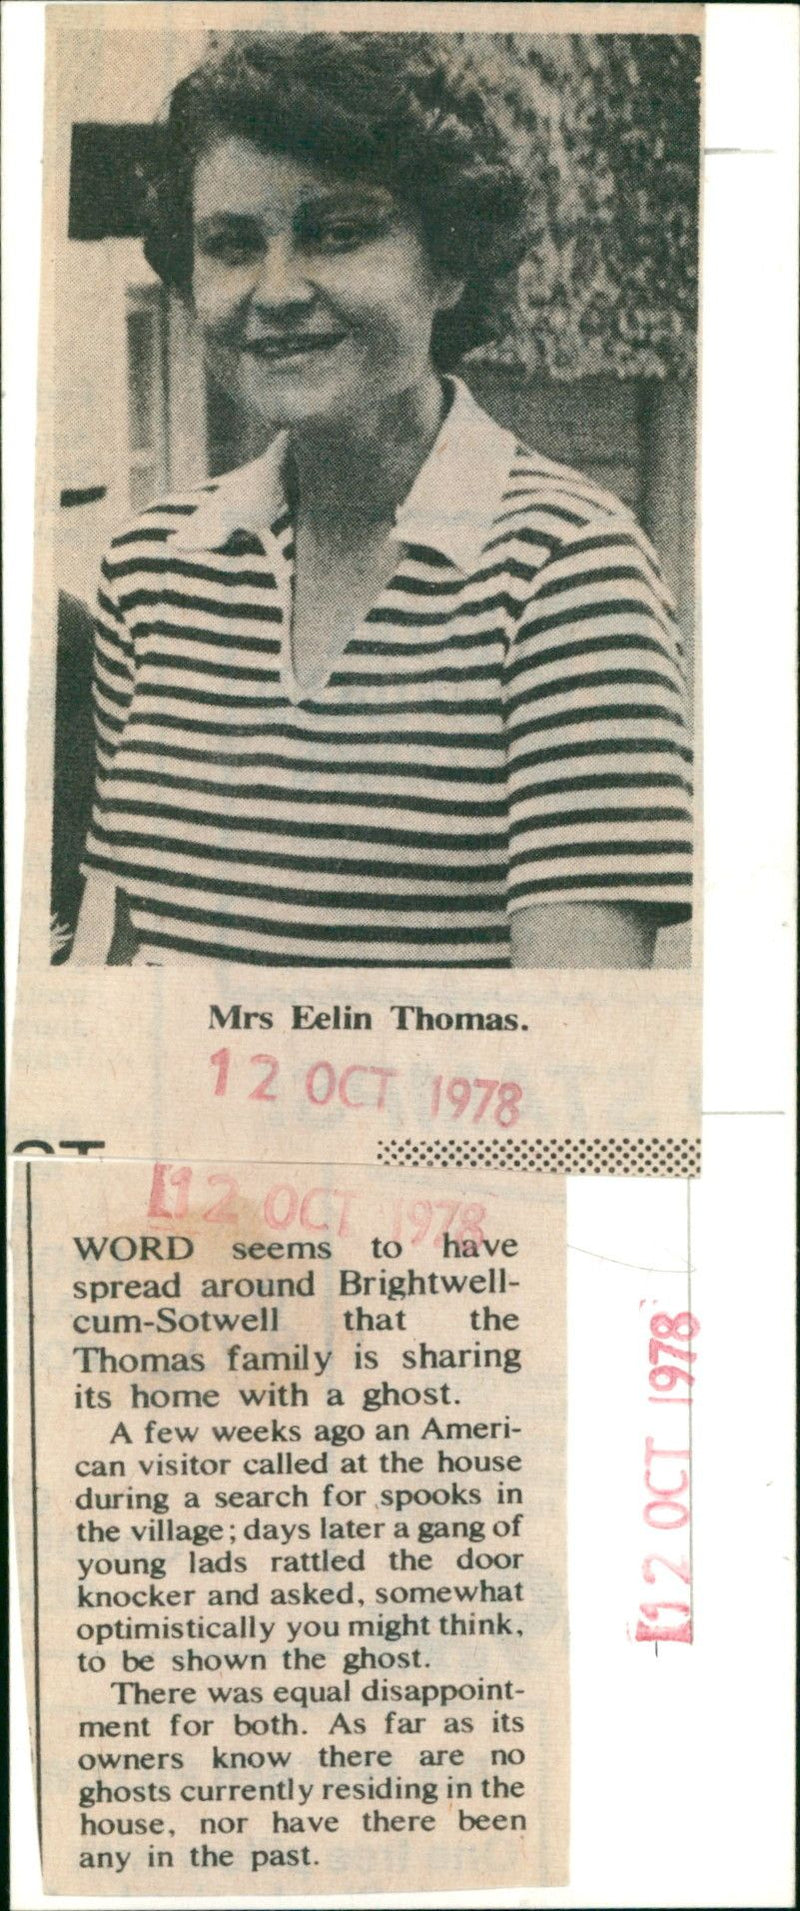 Mrs Eelin Thomas.
12 OCT 1978
12 OCT 1978
WORD seems to have
spread around Brightwell-
cum-Sotwell that the
Thomas family is sharing
its home with a ghost.
A few weeks ago an Ameri-
can visitor called at the house
during a search for spooks in
the village; days later a gang of
young lads rattled the door
knocker and asked, somewhat
optimistically you might think,
to be shown the ghost.
There was equal disappoint-
ment for both. As far as its
owners know there are no
ghosts currently residing in the
house, nor have there been
any in the past.
12 OCT 1978